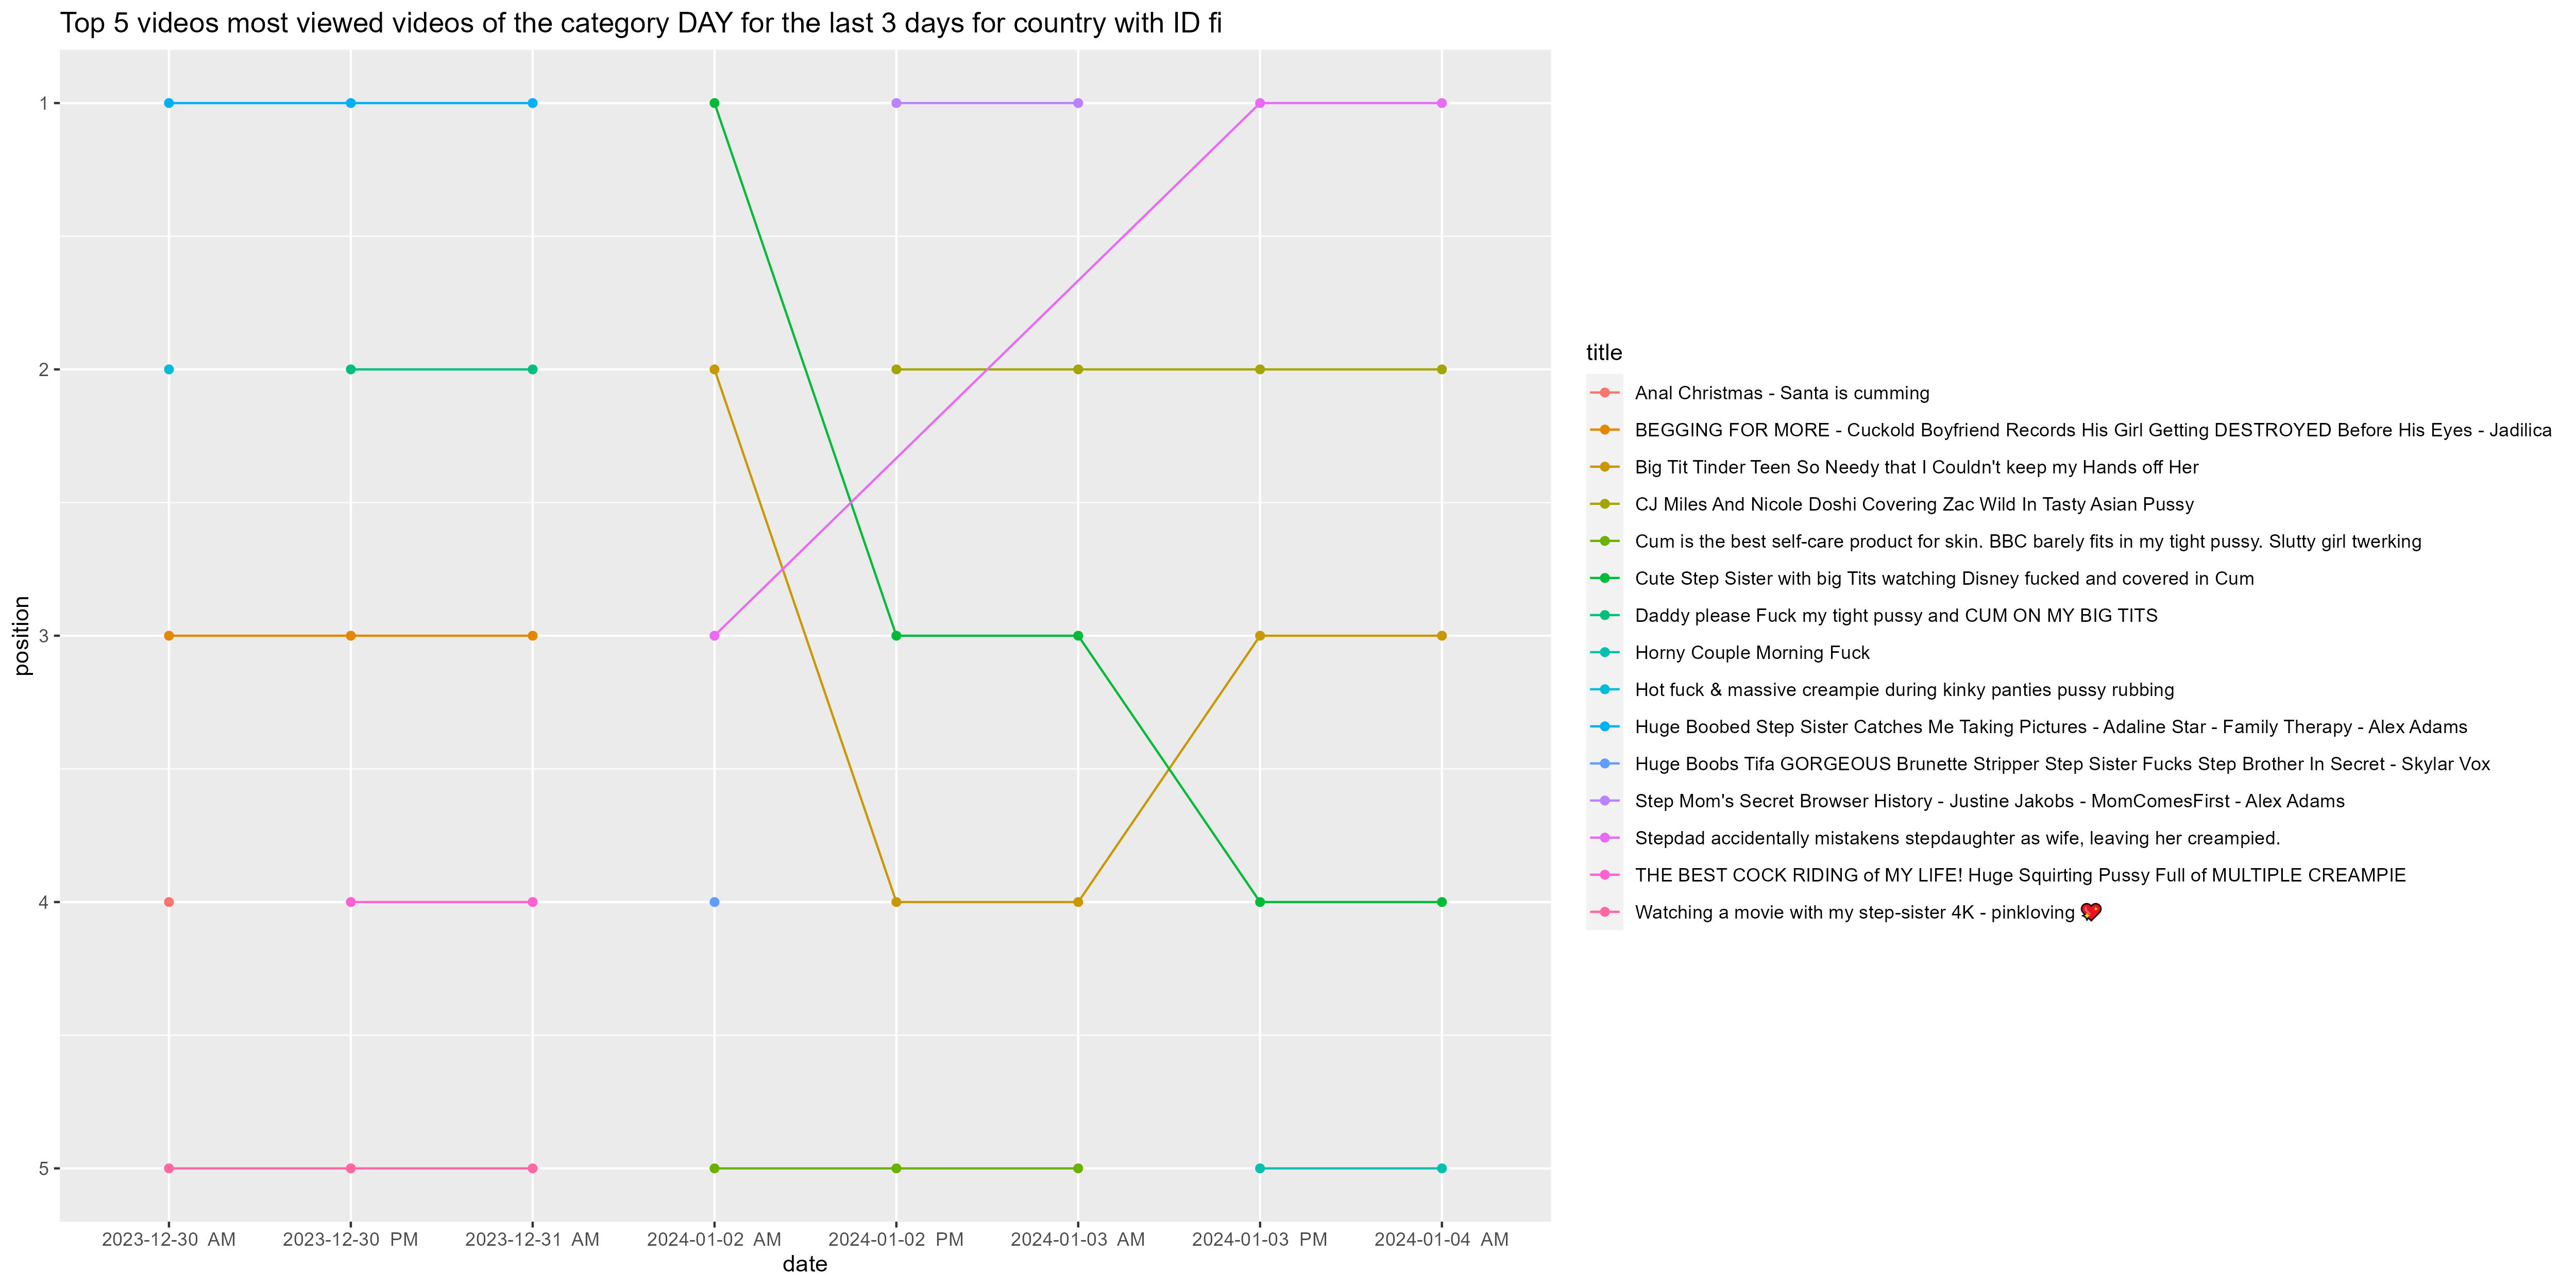 Top 5 videos most viewed videos of the category DAY for the last 3 days for country with ID fi
position
1
2
3
4
5
2023-12-30 AM
2023-12-30 PM
2023-12-31 AM
2024-01-02 AM
2024-01-02 PM
2024-01-03 AM
2024-01-03 PM
2024-01-04 AM
date
title
Anal Christmas - Santa is cumming
BEGGING FOR MORE - Cuckold Boyfriend Records His Girl Getting DESTROYED Before His Eyes - Jadilica
Big Tit Tinder Teen So Needy that I Couldn't keep my Hands off Her
CJ Miles And Nicole Doshi Covering Zac Wild In Tasty Asian Pussy
Cum is the best self-care product for skin. BBC barely fits in my tight pussy. Slutty girl twerking
Cute Step Sister with big Tits watching Disney fucked and covered in Cum
Daddy please Fuck my tight pussy and CUM ON MY BIG TITS
Horny Couple Morning Fuck
Hot fuck & massive creampie during kinky panties pussy rubbing
Huge Boobed Step Sister Catches Me Taking Pictures - Adaline Star - Family Therapy - Alex Adams
Huge Boobs Tifa GORGEOUS Brunette Stripper Step Sister Fucks Step Brother In Secret - Skylar Vox
Step Mom's Secret Browser History - Justine Jakobs - MomComesFirst - Alex Adams
Stepdad accidentally mistakens stepdaughter as wife, leaving her creampied.
THE BEST COCK RIDING of MY LIFE! Huge Squirting Pussy Full of MULTIPLE CREAMPIE
Watching a movie with my step-sister 4K - pinkloving 💖